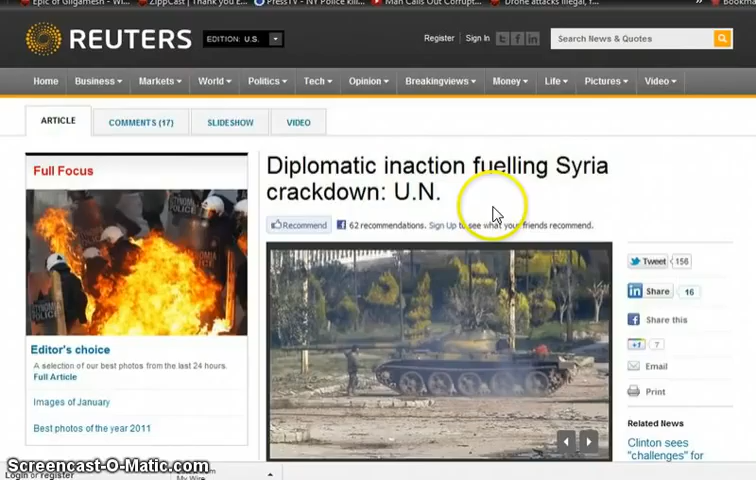 Epic of Gilgamesh - Wi...
ZippCast | Thank you E...
PressTV - NY Police kill...
Man Calls Out Corrupt...
Drone attacks illegal, f...
»
Bookma
REUTERS
EDITION: U.S.
Register
Sign In
Search News & Quotes
Home
Business
Markets
World
Politics
Tech
Opinion
Breakingviews
Money
Life
Pictures
Video
ARTICLE
COMMENTS (17)
SLIDESHOW
VIDEO
Full Focus
POLICE
POLICE
Editor's choice
A selection of our best photos from the last 24 hours.
Full Article
Images of January
Best photos of the year 2011
Diplomatic inaction fuelling Syria
crackdown: U.N.
Recommend
62 recommendations. Sign Up to see what your friends recommend.
Tweet
156
Share
16
Share this
+1
7
Email
Print
Related News
Clinton sees
"challenges" for
Screencast-O-Matic.com
Login or register
My Wire